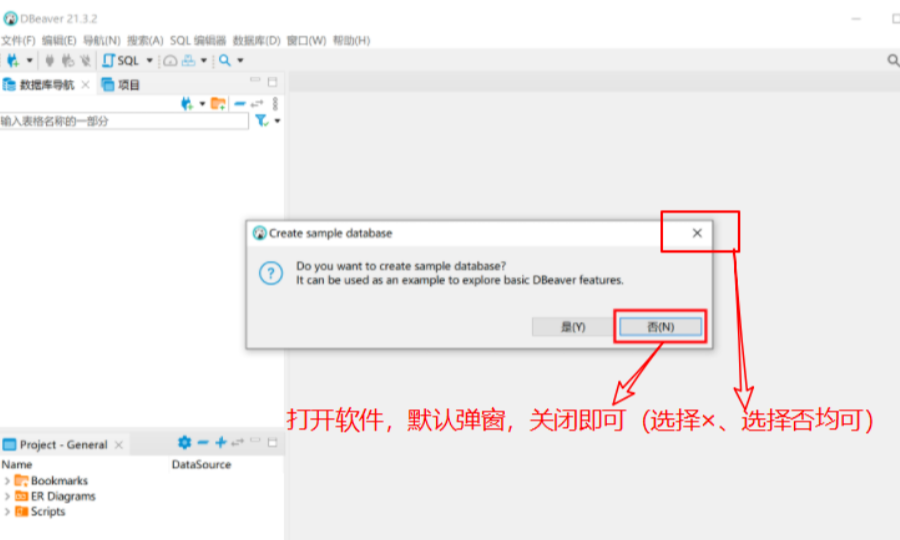 DBeaver 21.3.2
文件(F) 编辑(E) 导航(N) 搜索(A) SQL 编辑器 数据库(D) 窗口(W) 帮助(H)
SQL
数据库导航 项目
输入表格名称的一部分
Create sample database
Do you want to create sample database?
It can be used as an example to explore basic DBeaver features.
是(Y) 否(N)
打开软件，默认弹窗，关闭即可（选择×、选择否均可）
Project - General
Name DataSource
Bookmarks
ER Diagrams
Scripts